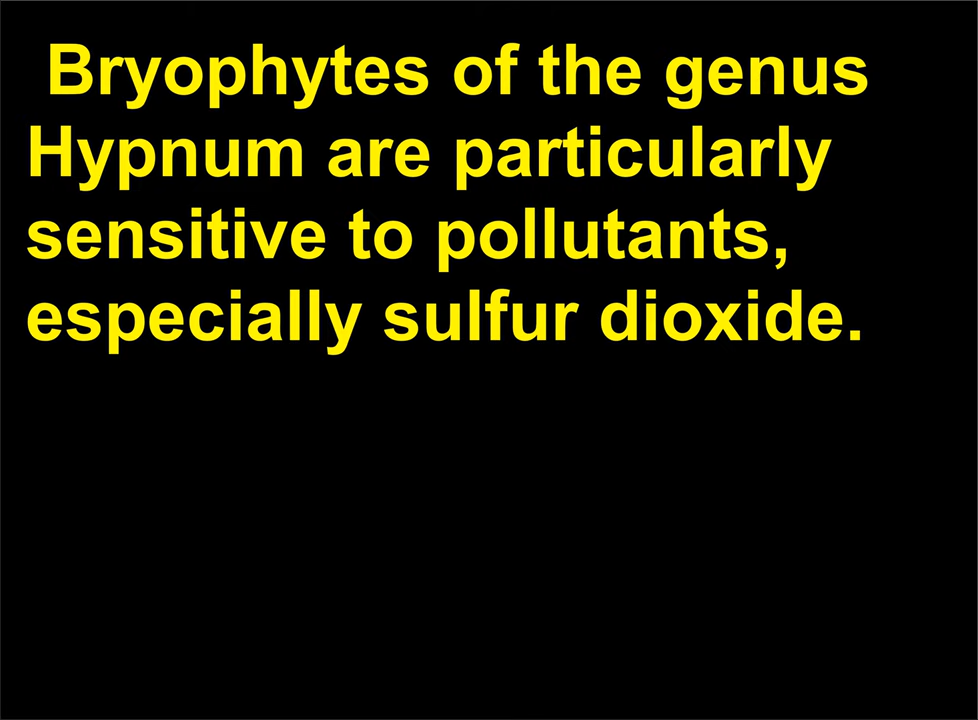 Bryophytes of the genus
Hypnum are particularly
sensitive to pollutants,
especially sulfur dioxide.